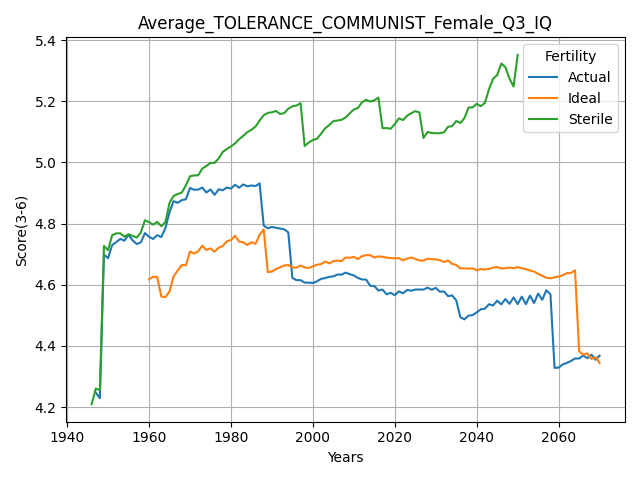 Average_TOLERANCE_COMMUNIST_Female_Q3_IQ
Score(3-6)
5.4
5.2
5.0
4.8
4.6
4.4
4.2
Fertility
Actual
Ideal
Sterile
1940 1960 1980 2000 2020 2040 2060
Years